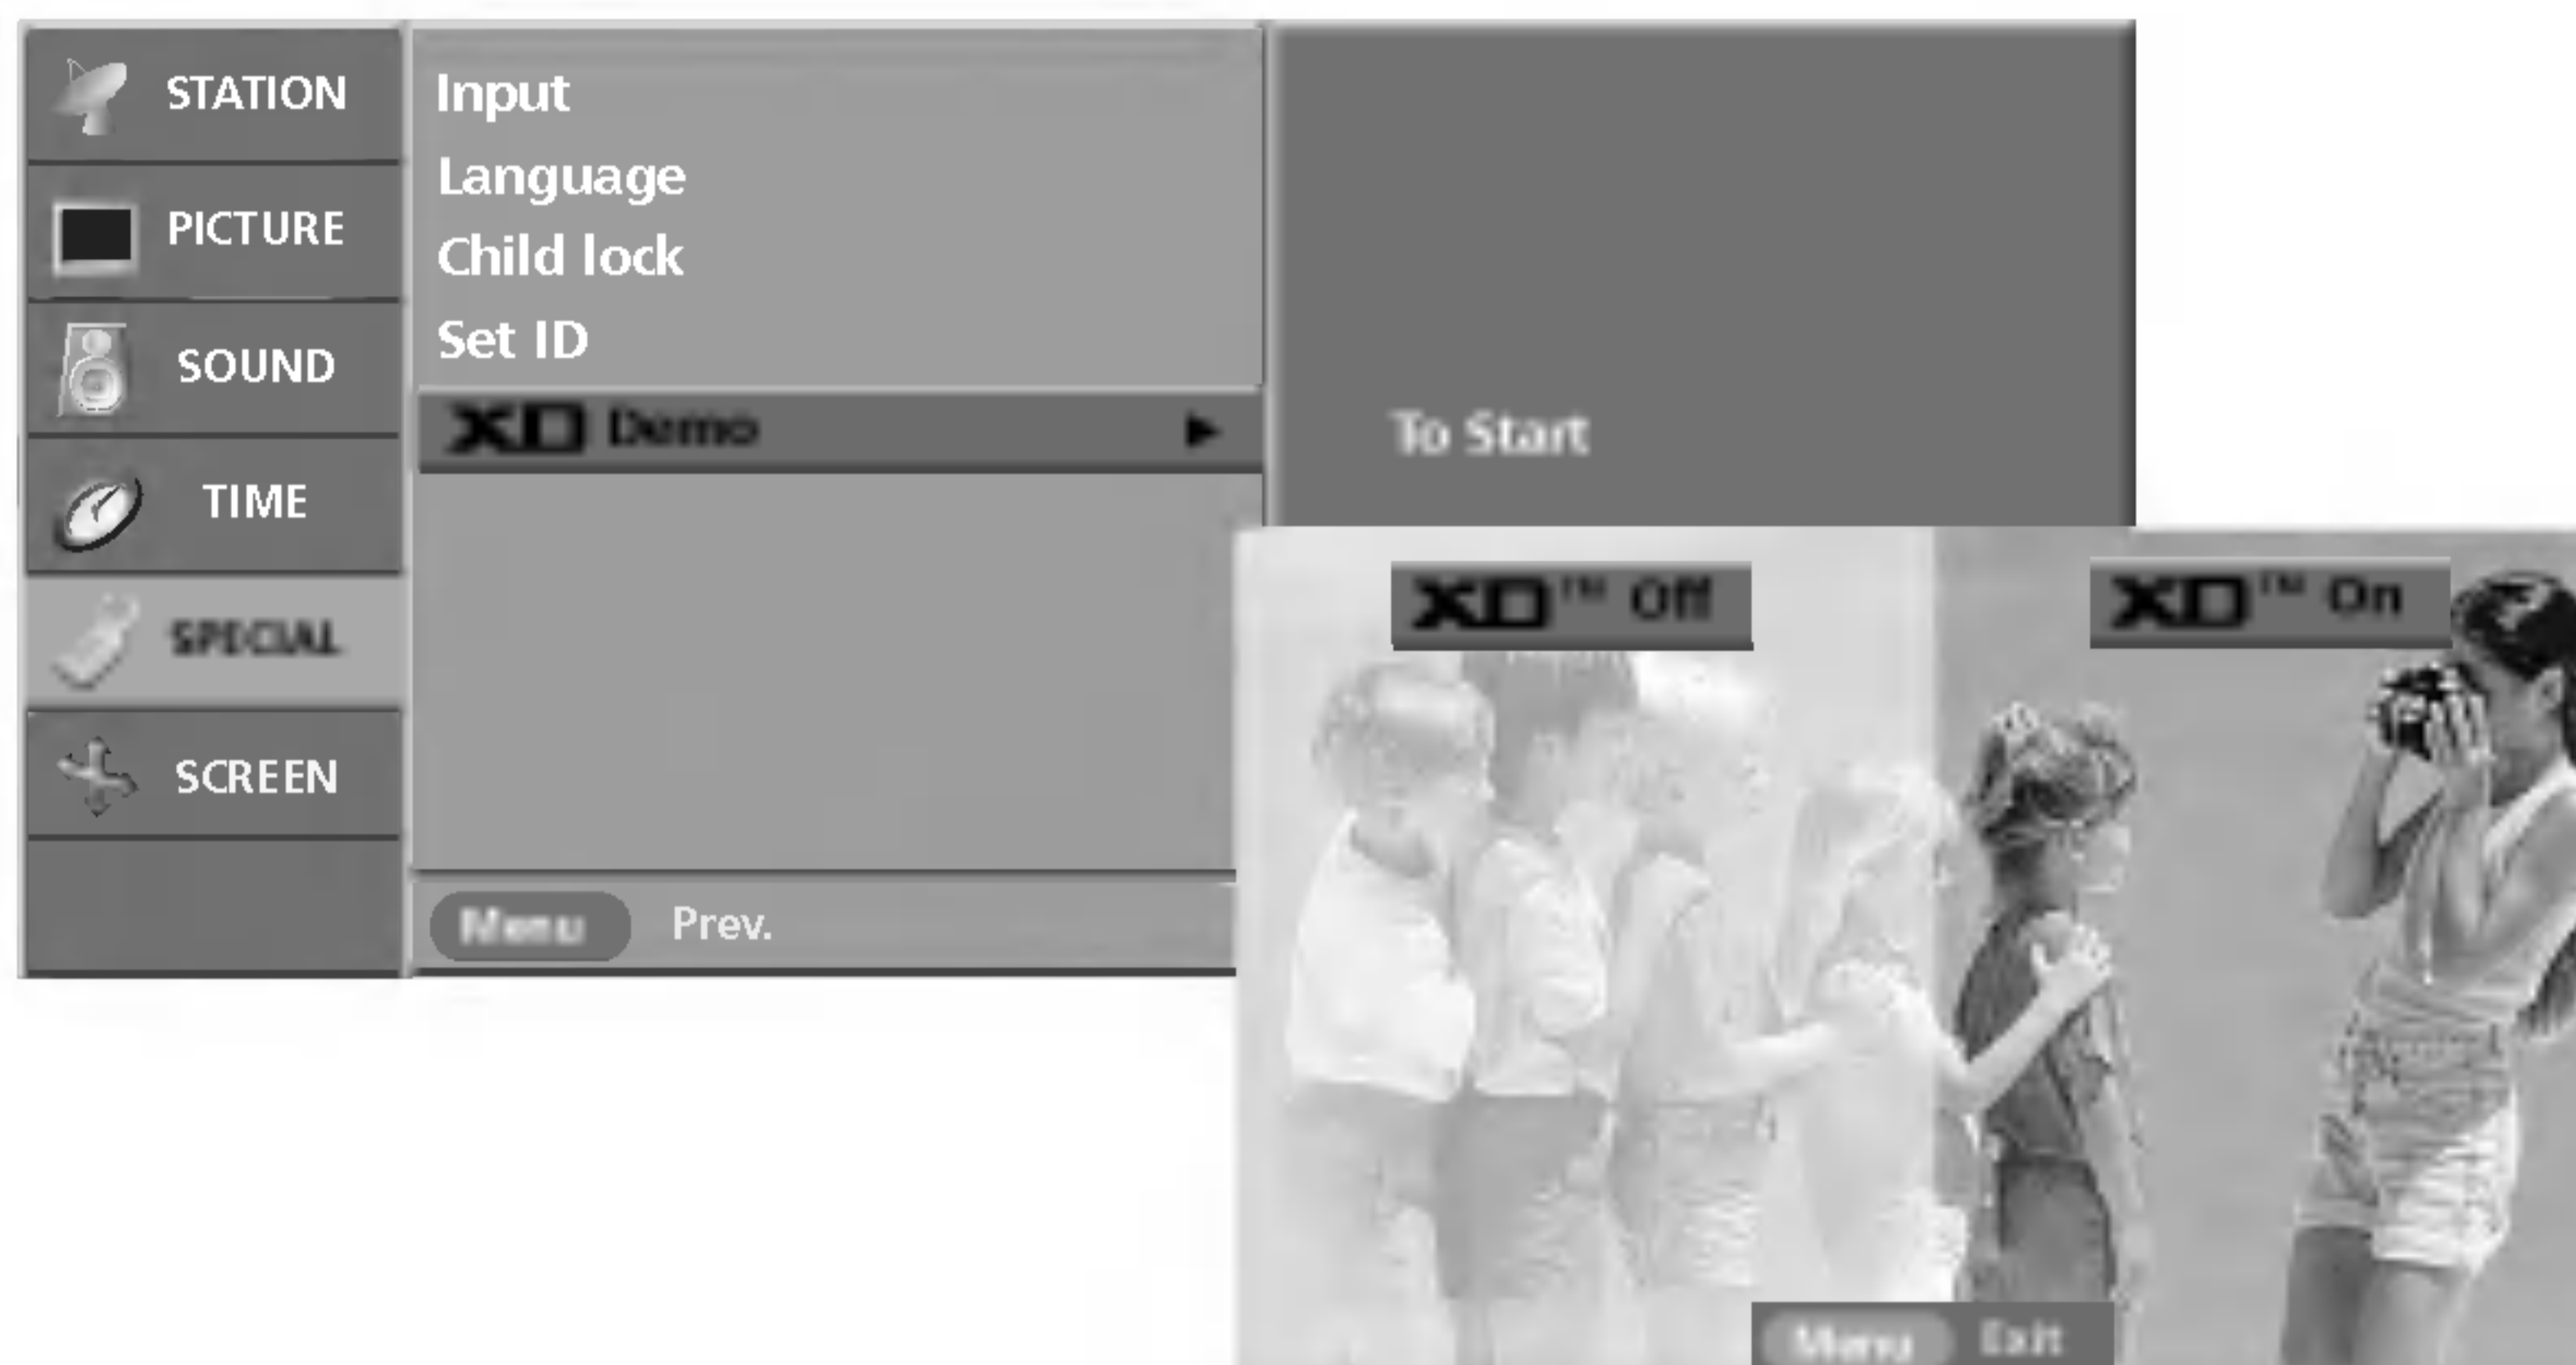 STATION
PICTURE
SOUND
TIME
SPECIAL
SCREEN
Input
Language
Child lock
Set ID
XD Demo ►
To Start
Menu Prev.
XD™ Off
XD™ On
Menu Exit